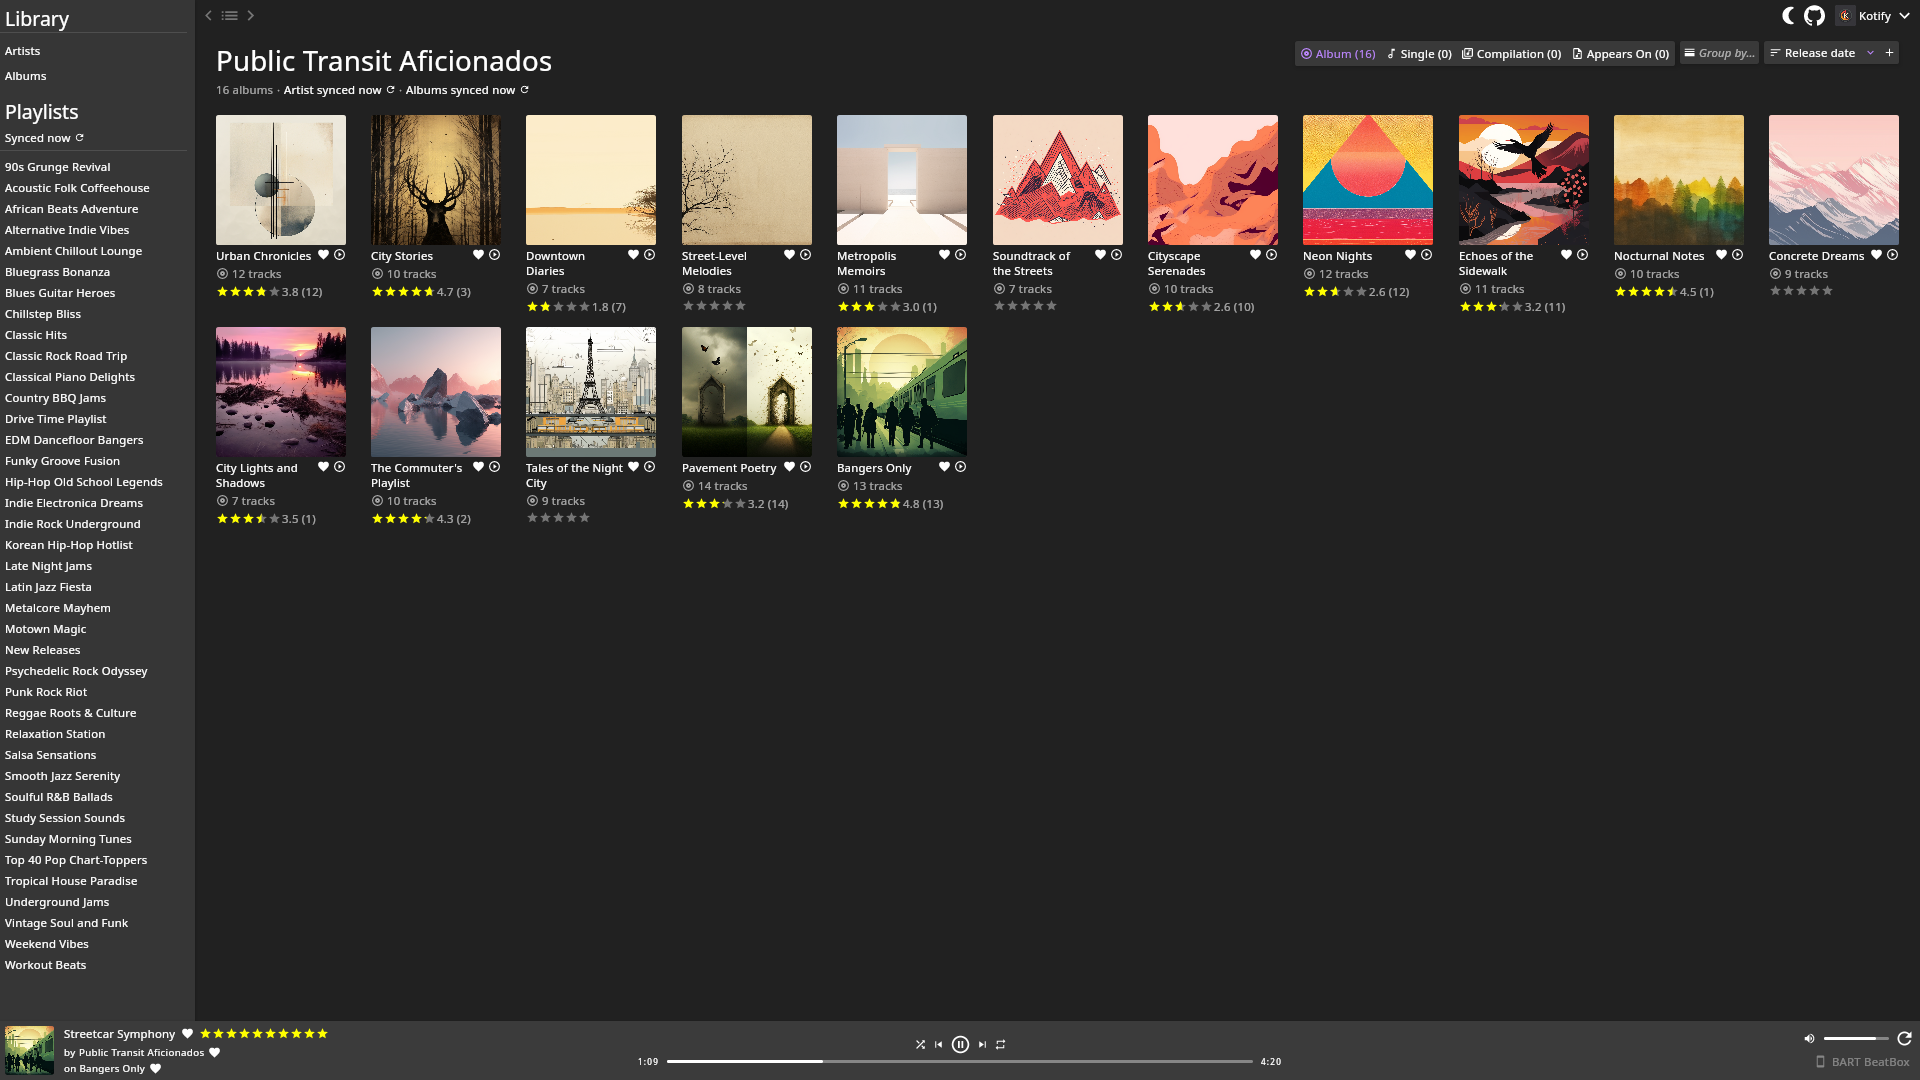 Library
Artists
Albums
Playlists
Synced now
90s Grunge Revival
Acoustic Folk Coffeehouse
African Beats Adventure
Alternative Indie Vibes
Ambient Chillout Lounge
Bluegrass Bonanza
Blues Guitar Heroes
Chillstep Bliss
Classic Hits
Classic Rock Road Trip
Classical Piano Delights
Country BBQ Jams
Drive Time Playlist
EDM Dancefloor Bangers
Funky Groove Fusion
Hip-Hop Old School Legends
Indie Electronica Dreams
Indie Rock Underground
Korean Hip-Hop Hotlist
Late Night Jams
Latin Jazz Fiesta
Metalcore Mayhem
Motown Magic
New Releases
Psychedelic Rock Odyssey
Punk Rock Riot
Reggae Roots & Culture
Relaxation Station
Salsa Sensations
Smooth Jazz Serenity
Soulful R&B Ballads
Study Session Sounds
Sunday Morning Tunes
Top 40 Pop Chart-Toppers
Tropical House Paradise
Underground Jams
Vintage Soul and Funk
Weekend Vibes
Workout Beats
Kotify
Public Transit Aficionados
Album (16) Single (0) Compilation (0) Appears On (0) Group by... Release date +
16 albums · Artist synced now · Albums synced now
Urban Chronicles
12 tracks
3.8 (12)
City Stories
10 tracks
4.7 (3)
Downtown
Diaries
7 tracks
1.8 (7)
Street-Level
Melodies
8 tracks
Metropolis
Memoirs
11 tracks
3.0 (1)
Soundtrack of
the Streets
7 tracks
Cityscape
Serenades
10 tracks
2.6 (10)
Neon Nights
12 tracks
2.6 (12)
Echoes of the
Sidewalk
11 tracks
3.2 (11)
Nocturnal Notes
10 tracks
4.5 (1)
Concrete Dreams
9 tracks
City Lights and
Shadows
7 tracks
3.5 (1)
The Commuter's
Playlist
10 tracks
4.3 (2)
Tales of the Night
City
9 tracks
Pavement Poetry
14 tracks
3.2 (14)
Bangers Only
13 tracks
4.8 (13)
Streetcar Symphony
by Public Transit Aficionados
on Bangers Only
1:09
4:20
BART BeatBox